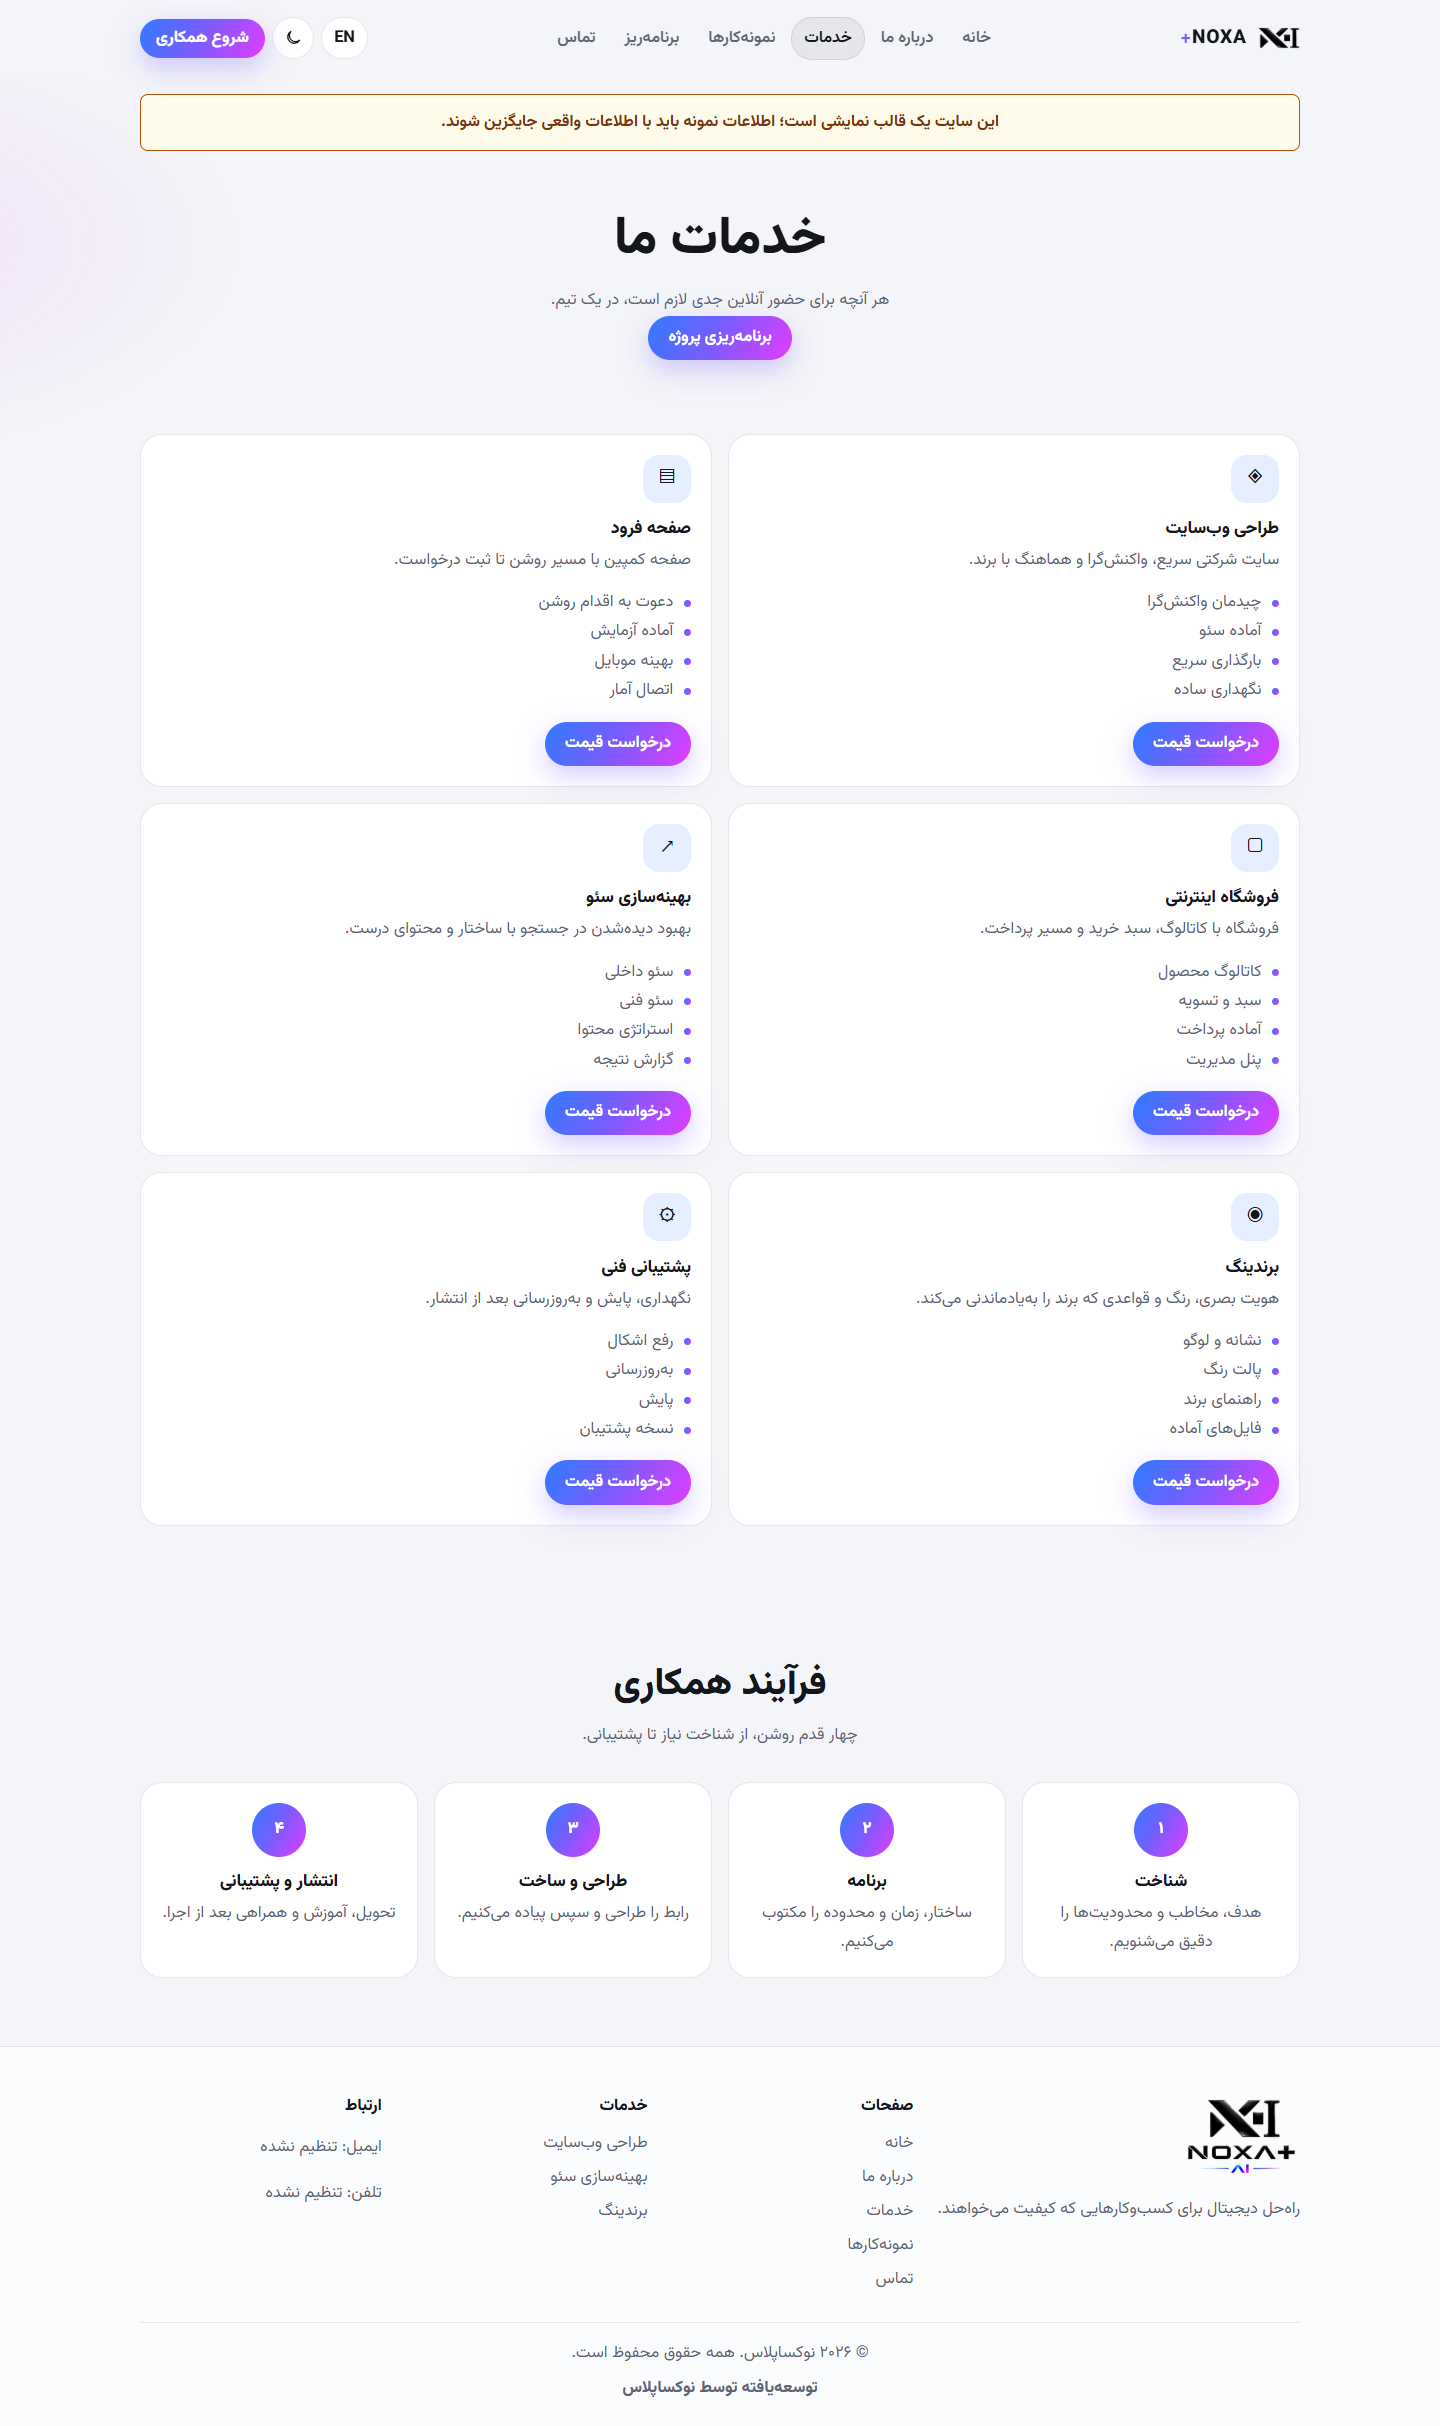 NOXA+
خانه
درباره ما
خدمات
نمونه‌کارها
برنامه‌ریز
تماس
EN
شروع همکاری
این سایت یک قالب نمایشی است؛ اطلاعات نمونه باید با اطلاعات واقعی جایگزین شوند.
خدمات ما
هر آنچه برای حضور آنلاین جدی لازم است، در یک تیم.
برنامه‌ریزی پروژه
طراحی وب‌سایت
سایت شرکتی سریع، واکنش‌گرا و هماهنگ با برند.
چیدمان واکنش‌گرا
آماده سئو
بارگذاری سریع
نگهداری ساده
درخواست قیمت
صفحه فرود
صفحه کمپین با مسیر روشن تا ثبت درخواست.
دعوت به اقدام روشن
آماده آزمایش
بهینه موبایل
اتصال آمار
درخواست قیمت
فروشگاه اینترنتی
فروشگاه با کاتالوگ، سبد خرید و مسیر پرداخت.
کاتالوگ محصول
سبد و تسویه
آماده پرداخت
پنل مدیریت
درخواست قیمت
بهینه‌سازی سئو
بهبود دیده‌شدن در جستجو با ساختار و محتوای درست.
سئو داخلی
سئو فنی
استراتژی محتوا
گزارش نتیجه
درخواست قیمت
برندینگ
هویت بصری، رنگ و قواعدی که برند را به‌یادماندنی می‌کند.
نشانه و لوگو
پالت رنگ
راهنمای برند
فایل‌های آماده
درخواست قیمت
پشتیبانی فنی
نگهداری، پایش و به‌روزرسانی بعد از انتشار.
رفع اشکال
به‌روزرسانی
پایش
نسخه پشتیبان
درخواست قیمت
فرآیند همکاری
چهار قدم روشن، از شناخت نیاز تا پشتیبانی.
۱
شناخت
هدف، مخاطب و محدودیت‌ها را
دقیق می‌شنویم.
۲
برنامه
ساختار، زمان و محدوده را مکتوب
می‌کنیم.
۳
طراحی و ساخت
رابط را طراحی و سپس پیاده می‌کنیم.
۴
انتشار و پشتیبانی
تحویل، آموزش و همراهی بعد از اجرا.
NOXA+
AI
راه‌حل دیجیتال برای کسب‌وکارهایی که کیفیت می‌خواهند.
صفحات
خانه
درباره ما
خدمات
نمونه‌کارها
تماس
خدمات
طراحی وب‌سایت
بهینه‌سازی سئو
برندینگ
ارتباط
ایمیل: تنظیم نشده
تلفن: تنظیم نشده
© ۲۰۲۶ نوکساپلاس. همه حقوق محفوظ است.
توسعه‌یافته توسط نوکساپلاس